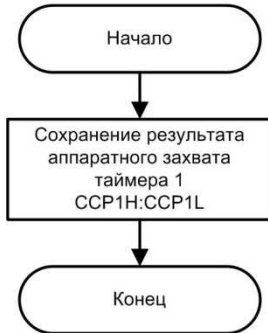 Начало
Сохранение результата
аппаратного захвата
таймера 1
CCP1H:CCP1L
Конец